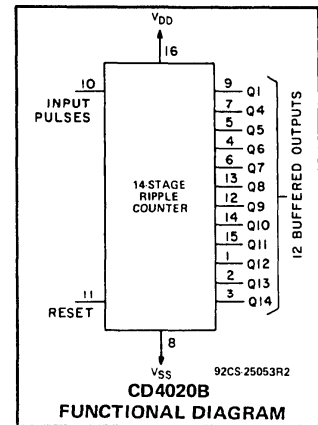 VDD
16
10
INPUT
PULSES
9 Q1
7 Q4
5 Q5
4 Q6
6 Q7
13 Q8
12 Q9
14 Q10
15 Q11
1 Q12
2 Q13
3 Q14
12 BUFFERED OUTPUTS
14-STAGE
RIPPLE
COUNTER
11
RESET
8
VSS
92CS-25053R2
CD4020B
FUNCTIONAL DIAGRAM